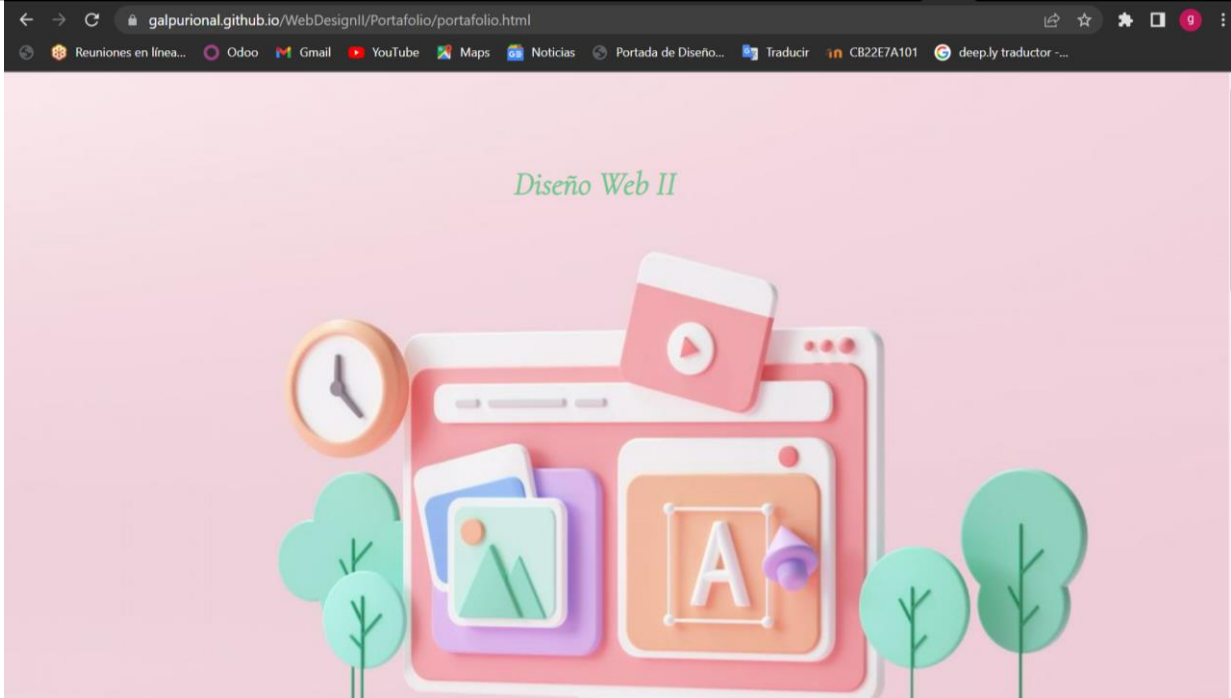 galpurional.github.io/WebDesignII/Portafolio/portafolio.html
g
Reuniones en línea... Odoo Gmail YouTube Maps Noticias Portada de Diseño... Traducir CB22E7A101 deep.ly traductor -...
Diseño Web II
A